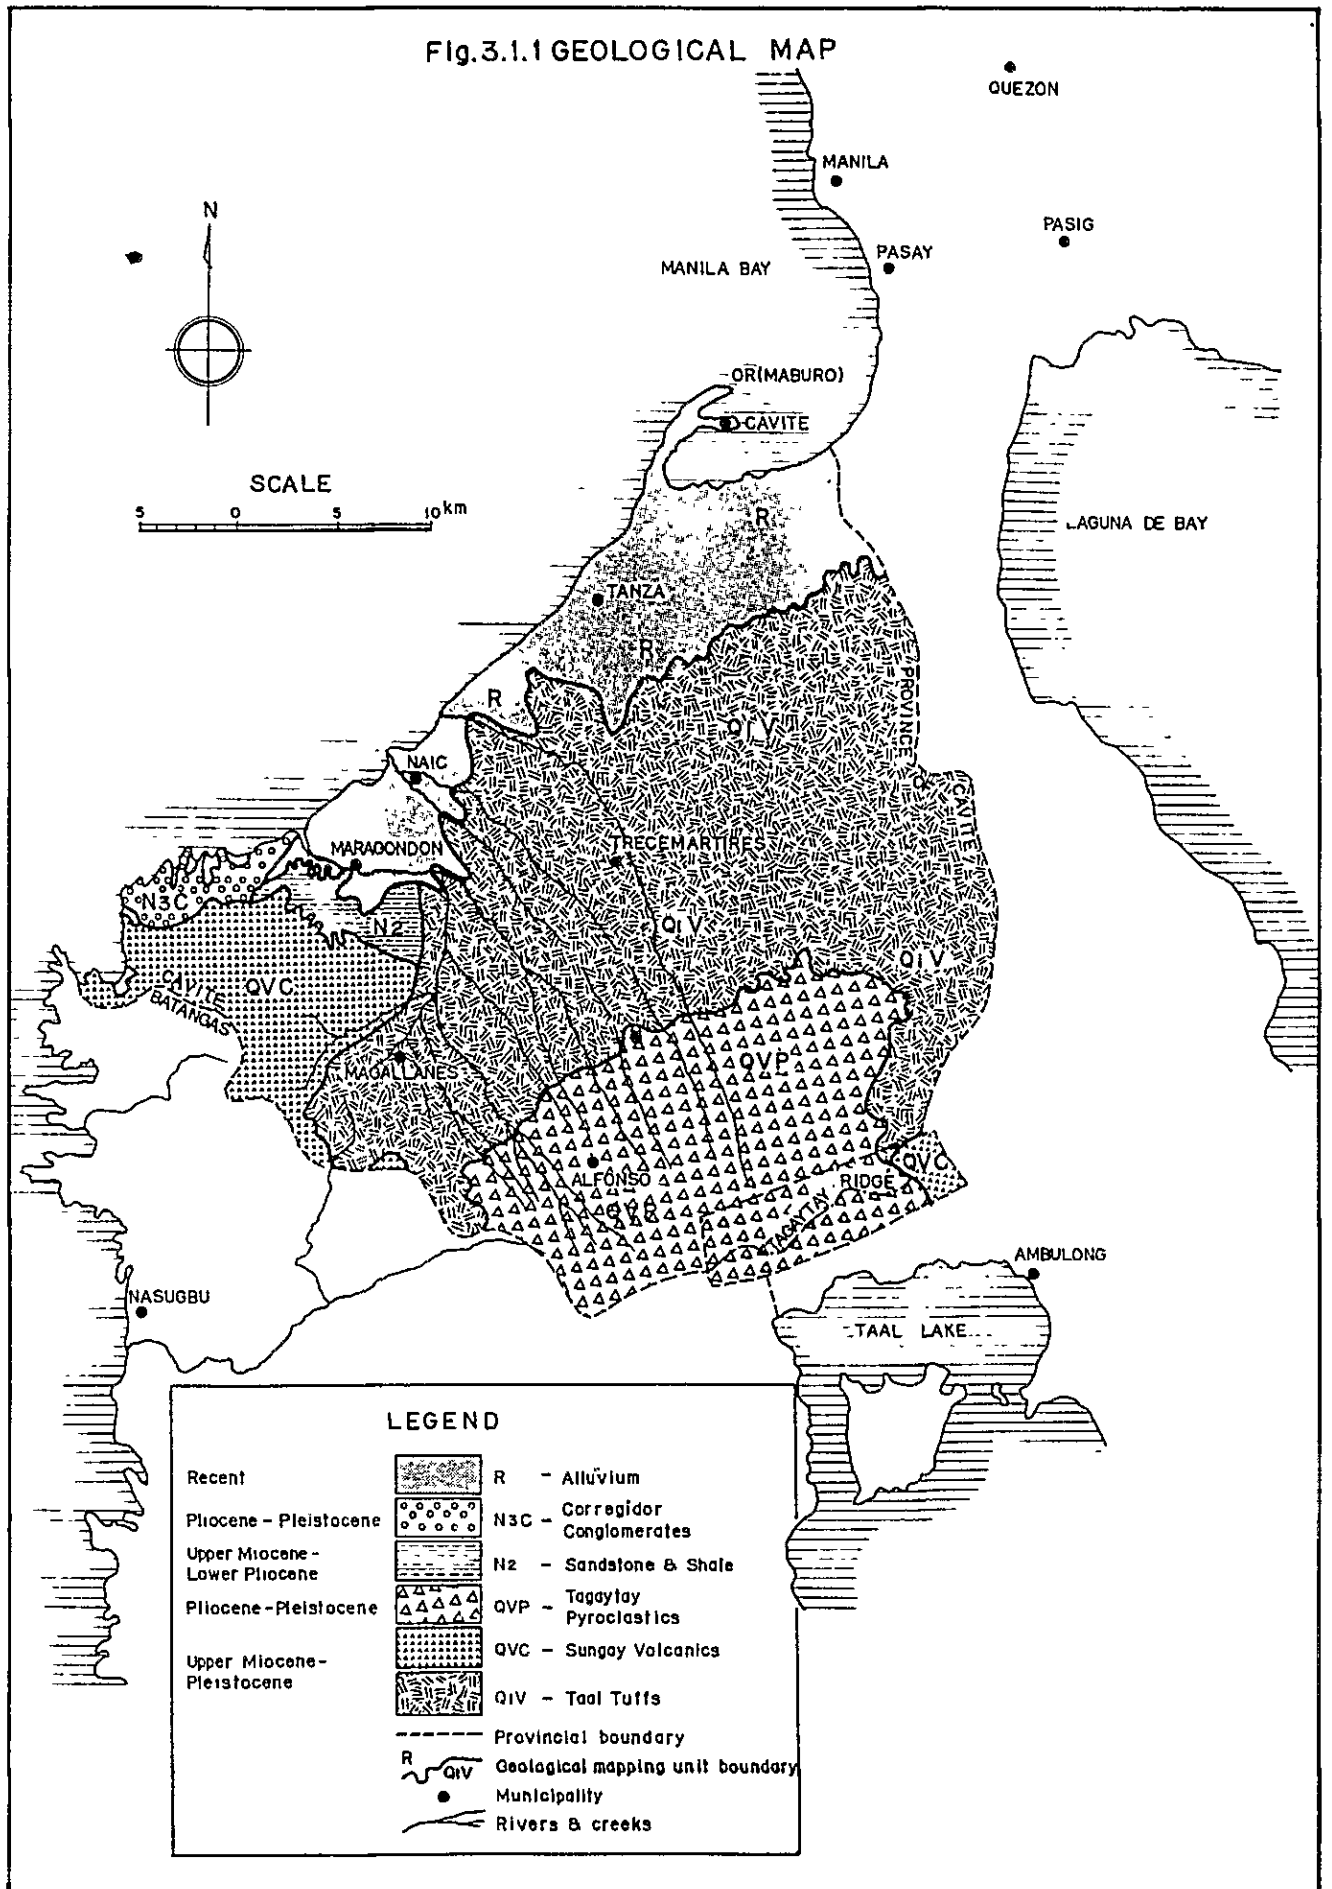 Fig.3.1.1 GEOLOGICAL MAP
QUEZON
MANILA
PASIG
PASAY
MANILA BAY
N
OR(MABURO)
CAVITE
SCALE
5 0 5 10km
R
LAGUNA DE BAY
TANZA
R
R
PROVINCE
QIV
NAIC
CAVITE
TRECEMARTIRES
MARAGONDON
N3C
N2
QIV
QIV
QVC
CAVITE
BATANGAS
MAGALLANES
QVP
QVC
ALFONSO
RIDGE
TAGAYTAY
QVP
AMBULONG
NASUGBU
TAAL LAKE
LEGEND
Recent R - Alluvium
Pliocene-Pleistocene N3C - Corregidor
Conglomerates
Upper Miocene-
Lower Pliocene N2 - Sandstone & Shale
Pliocene-Pleistocene QVP - Tagaytay
Pyroclastics
QVC - Sungay Volcanics
Upper Miocene-
Pleistocene
QIV - Taal Tuffs
Provincial boundary
R
QIV Geological mapping unit boundary
Municipality
Rivers & creeks